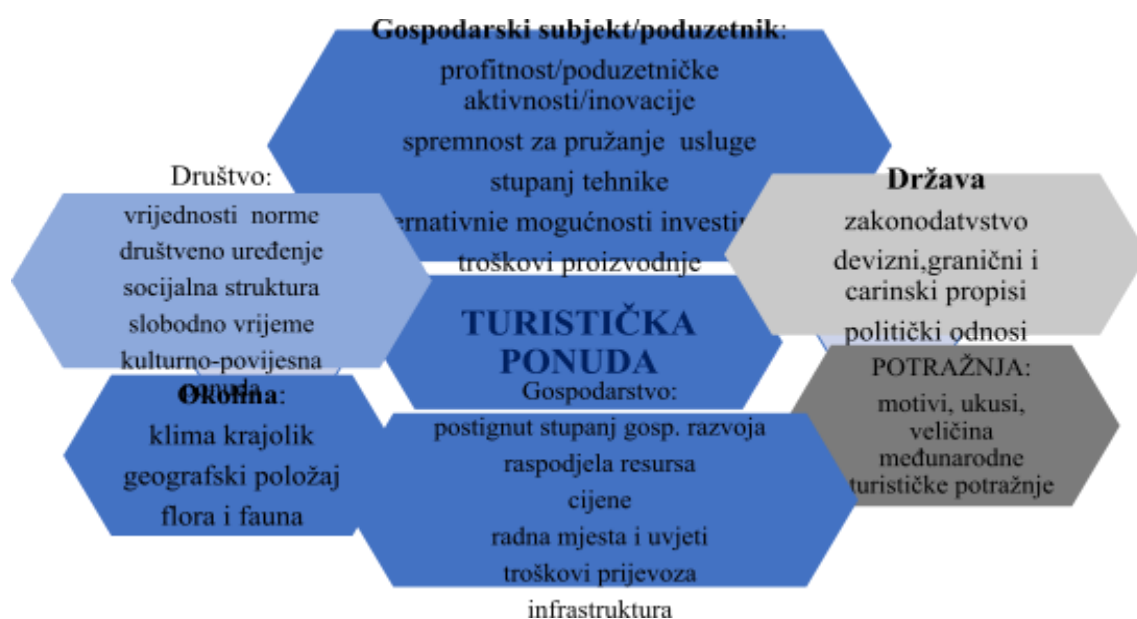 Gospodarski subjekt/poduzetnik:
profitnost/poduzetničke
aktivnosti/inovacije
spremnost za pružanje usluge
stupanj tehnike
mogućnosti
troškovi proizvodnje
Društvo:
vrijednosti norme
društveno uređenje
socijalna struktura
slobodno vrijeme
kulturno-povijesna
ponuda
Država
zakonodatvstvo
devizni,granični i
carinski propisi
politički odnosi
TURISTIČKA
PONUDA
Okolina:
klima krajolik
geografski položaj
flora i fauna
Gospodarstvo:
postignut stupanj gosp. razvoja
raspodjela resursa
cijene
radna mjesta i uvjeti
troškovi prijevoza
infrastruktura
POTRAŽNJA:
motivi, ukusi,
veličina
međunarodne
turističke potražnje